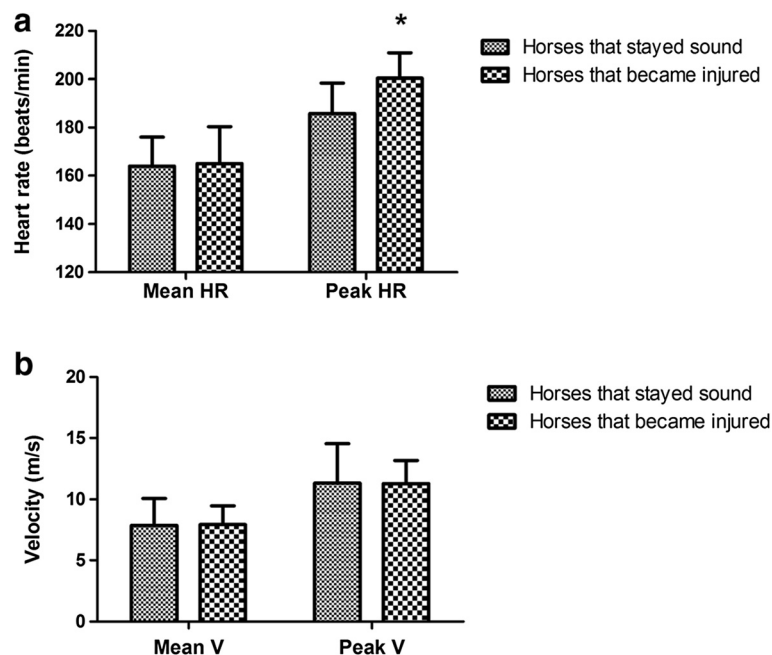 a
*
220
200
180
160
140
120
Heart rate (beats/min)
Mean HR
Peak HR
Horses that stayed sound
Horses that became injured
b
20
15
10
5
0
Velocity (m/s)
Mean V
Peak V
Horses that stayed sound
Horses that became injured